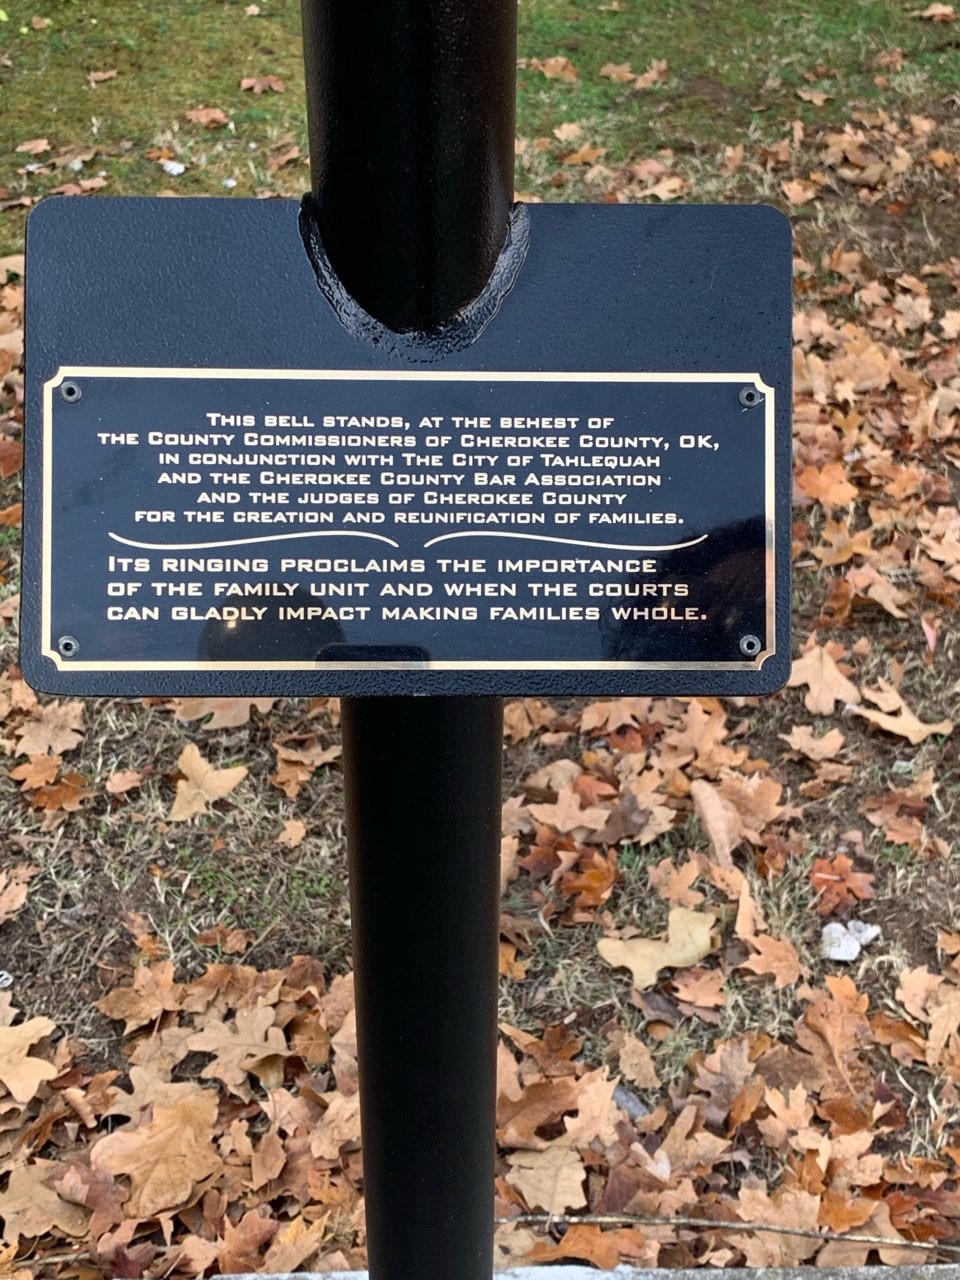 THIS BELL STANDS, AT THE BEHEST OF
THE COUNTY COMMISSIONERS OF CHEROKEE COUNTY, OK,
IN CONJUNCTION WITH THE CITY OF TAHLEQUAH
AND THE CHEROKEE COUNTY BAR ASSOCIATION
AND THE JUDGES OF CHEROKEE COUNTY
FOR THE CREATION AND REUNIFICATION OF FAMILIES.
ITS RINGING PROCLAIMS THE IMPORTANCE
OF THE FAMILY UNIT AND WHEN THE COURTS
CAN GLADLY IMPACT MAKING FAMILIES WHOLE.